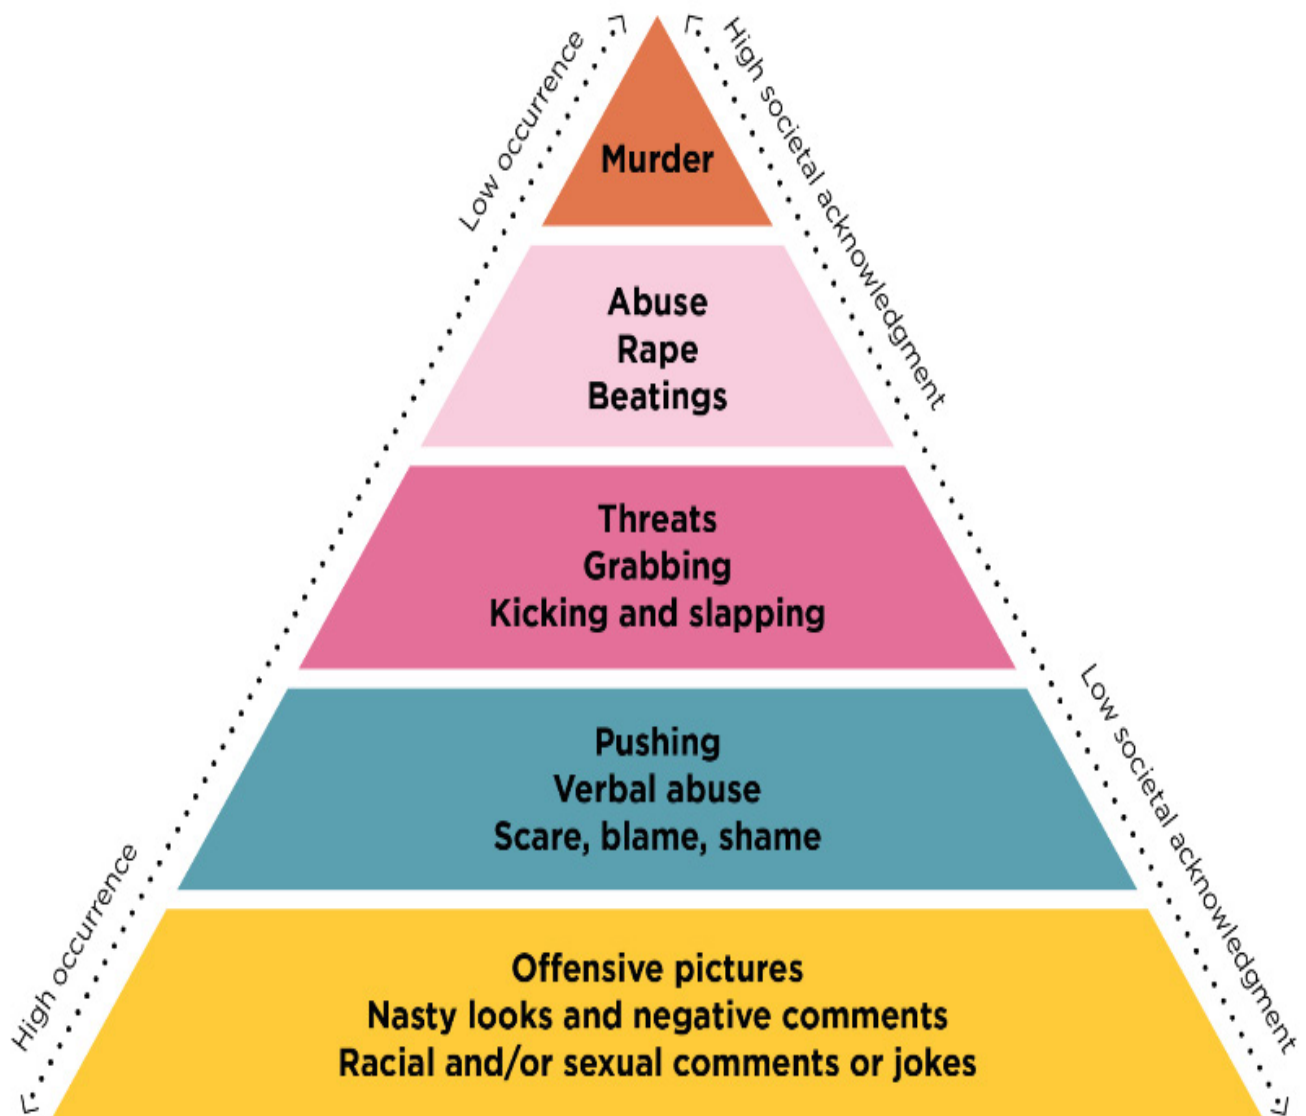 Low occurrence
High societal acknowledgment
Murder
Abuse
Rape
Beatings
Threats
Grabbing
Kicking and slapping
Pushing
Verbal abuse
Scare, blame, shame
High occurrence
Low societal acknowledgment
Offensive pictures
Nasty looks and negative comments
Racial and/or sexual comments or jokes